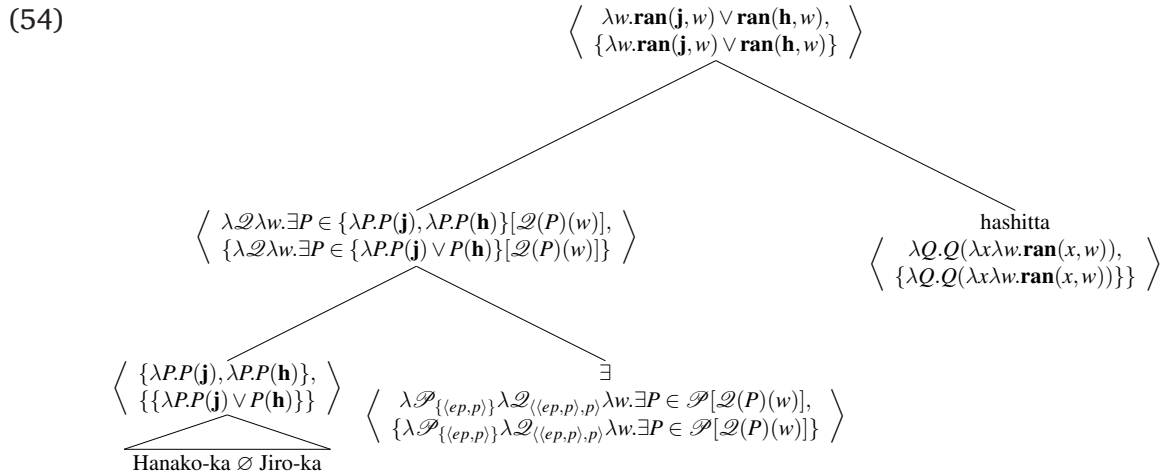 (54)
⟨ λw.ran(j, w) ∨ ran(h, w),
{λw.ran(j, w) ∨ ran(h, w)} ⟩
⟨ λ𝒬λw.∃P ∈ {λP.P(j), λP.P(h)}[𝒬(P)(w)],
{λ𝒬λw.∃P ∈ {λP.P(j) ∨ P(h)}[𝒬(P)(w)]} ⟩
hashitta
⟨ λQ.Q(λxλw.ran(x, w)),
{λQ.Q(λxλw.ran(x, w))}} ⟩
⟨ {λP.P(j), λP.P(h)},
{{λP.P(j) ∨ P(h)}} ⟩
Hanako-ka ∅ Jiro-ka
∃
⟨ λ𝒫{⟨ep,p⟩}λ𝒬⟨⟨ep,p⟩,p⟩λw.∃P ∈ 𝒫[𝒬(P)(w)],
{λ𝒫{⟨ep,p⟩}λ𝒬⟨⟨ep,p⟩,p⟩λw.∃P ∈ 𝒫[𝒬(P)(w)]} ⟩